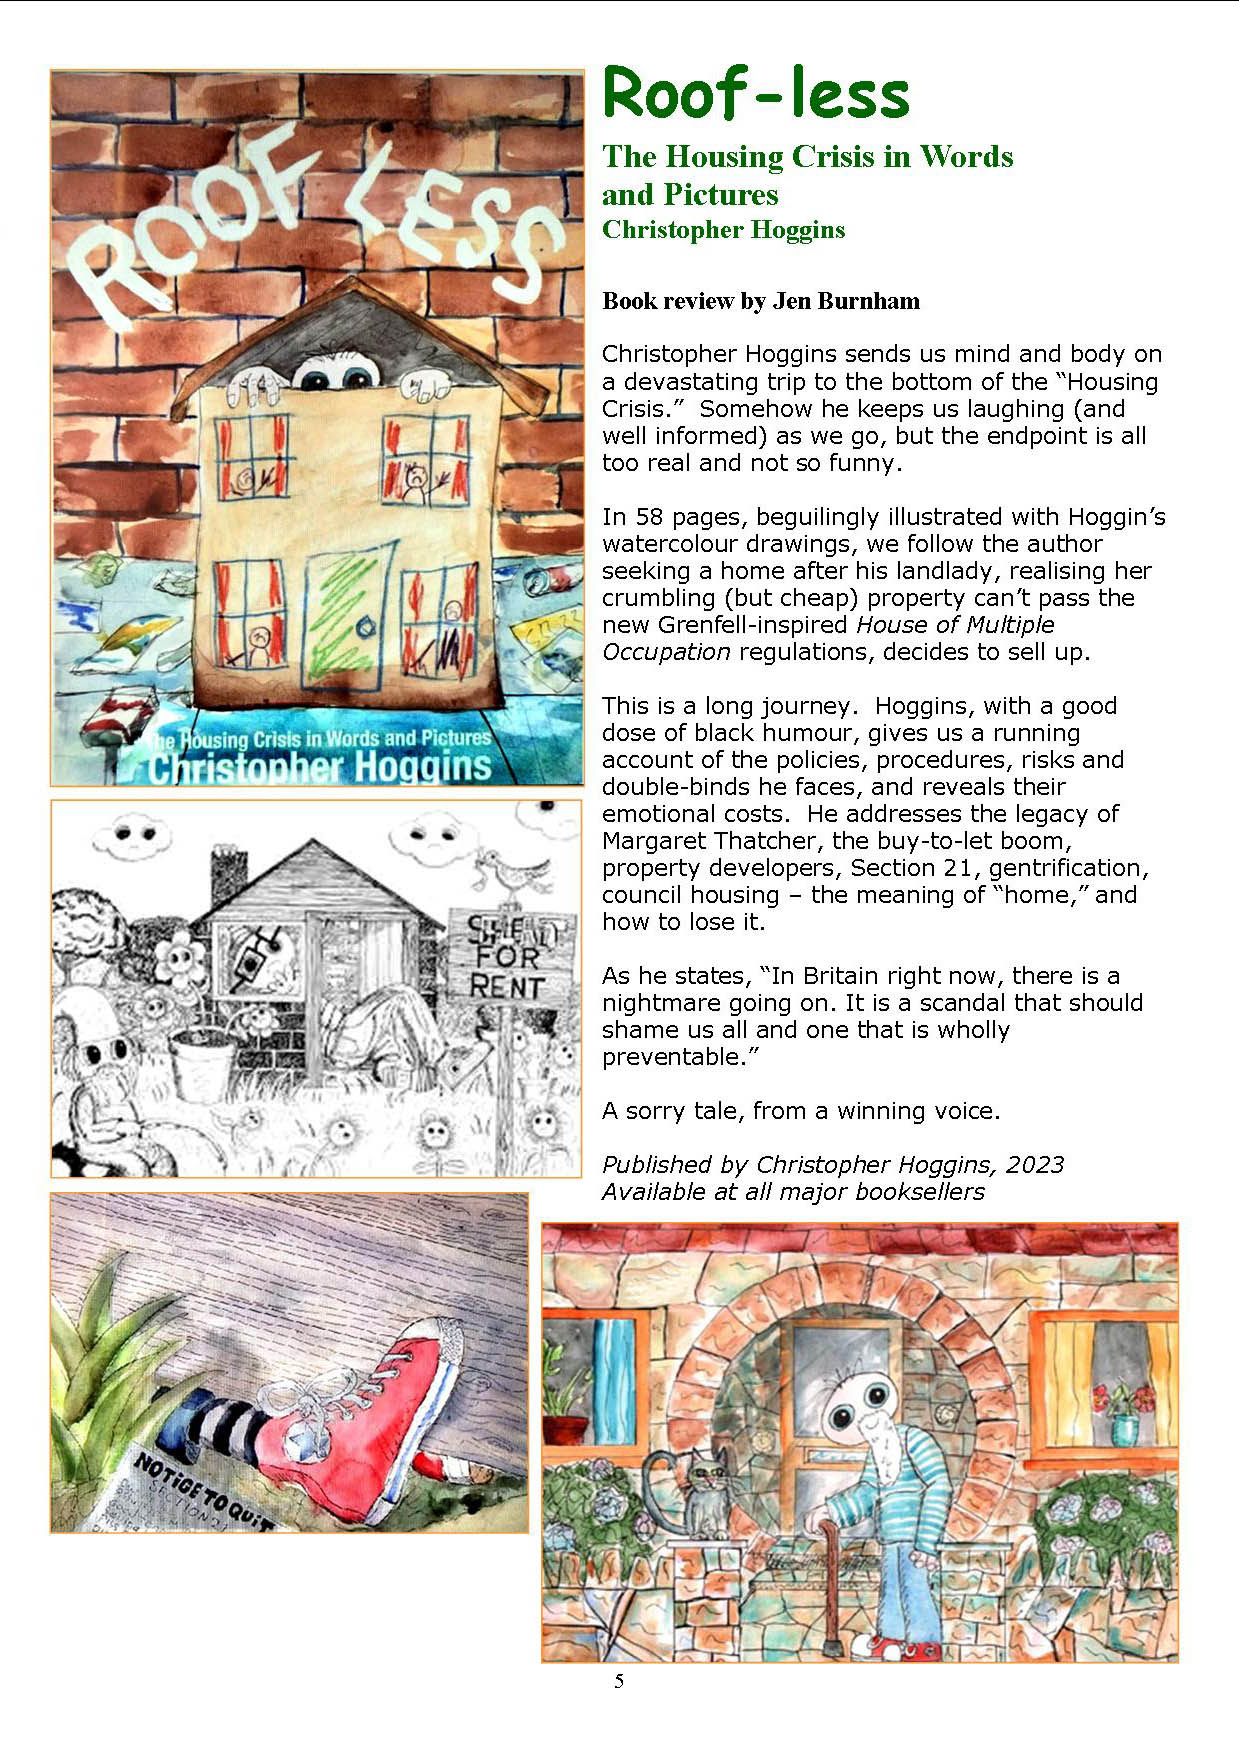 ROOF LESS
The Housing Crisis in Words and Pictures
Christopher Hoggins
FOR
RENT
NOTICE TO QUIT
SECTION 21
Roof-less
The Housing Crisis in Words
and Pictures
Christopher Hoggins
Book review by Jen Burnham
Christopher Hoggins sends us mind and body on
a devastating trip to the bottom of the “Housing
Crisis.”  Somehow he keeps us laughing (and
well informed) as we go, but the endpoint is all
too real and not so funny.
In 58 pages, beguilingly illustrated with Hoggin’s
watercolour drawings, we follow the author
seeking a home after his landlady, realising her
crumbling (but cheap) property can’t pass the
new Grenfell-inspired House of Multiple
Occupation regulations, decides to sell up.
This is a long journey.  Hoggins, with a good
dose of black humour, gives us a running
account of the policies, procedures, risks and
double-binds he faces, and reveals their
emotional costs.  He addresses the legacy of
Margaret Thatcher, the buy-to-let boom,
property developers, Section 21, gentrification,
council housing – the meaning of “home,” and
how to lose it.
As he states, “In Britain right now, there is a
nightmare going on. It is a scandal that should
shame us all and one that is wholly
preventable.”
A sorry tale, from a winning voice.
Published by Christopher Hoggins, 2023
Available at all major booksellers
5